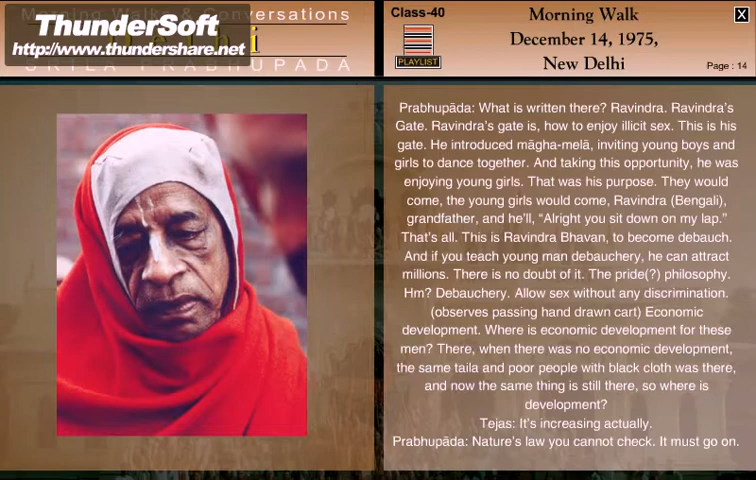 Morning Walks & Conversations
ThunderSoft
http://www.thundershare.net
SRILA PRABHUPADA
Class-40
PLAYLIST
Morning Walk
December 14, 1975,
New Delhi
X
Page : 14
Prabhupāda: What is written there? Ravindra. Ravindra's
Gate. Ravindra's gate is, how to enjoy illicit sex. This is his
gate. He introduced māgha-melā, inviting young boys and
girls to dance together. And taking this opportunity, he was
enjoying young girls. That was his purpose. They would
come, the young girls would come, Ravindra (Bengali),
grandfather, and he'll, “Alright you sit down on my lap.”
That's all. This is Ravindra Bhavan, to become debauch.
And if you teach young man debauchery, he can attract
millions. There is no doubt of it. The pride(?) philosophy.
Hm? Debauchery. Allow sex without any discrimination.
(observes passing hand drawn cart) Economic
development. Where is economic development for these
men? There, when there was no economic development,
the same taila and poor people with black cloth was there,
and now the same thing is still there, so where is
development?
Tejas: It's increasing actually.
Prabhupāda: Nature's law you cannot check. It must go on.